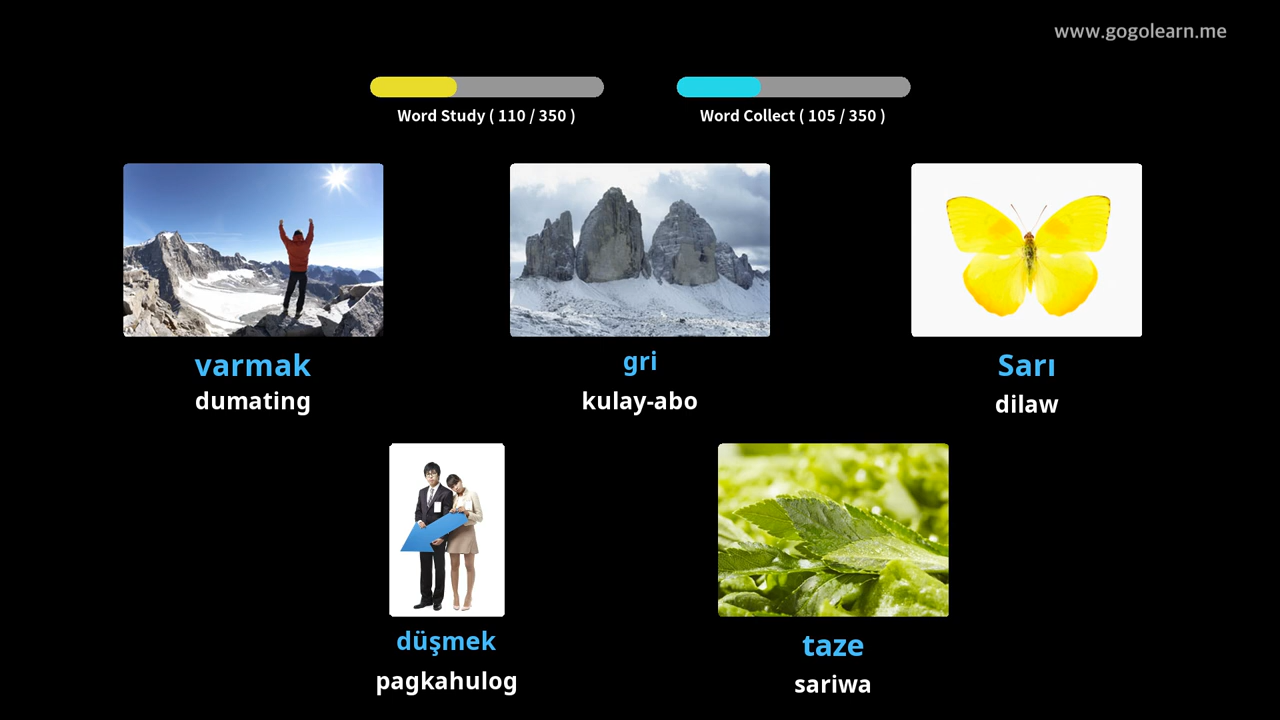 www.gogolearn.me
Word Study ( 110 / 350 )
Word Collect ( 105 / 350 )
varmak
dumating
gri
kulay-abo
Sarı
dilaw
düşmek
pagkahulog
taze
sariwa